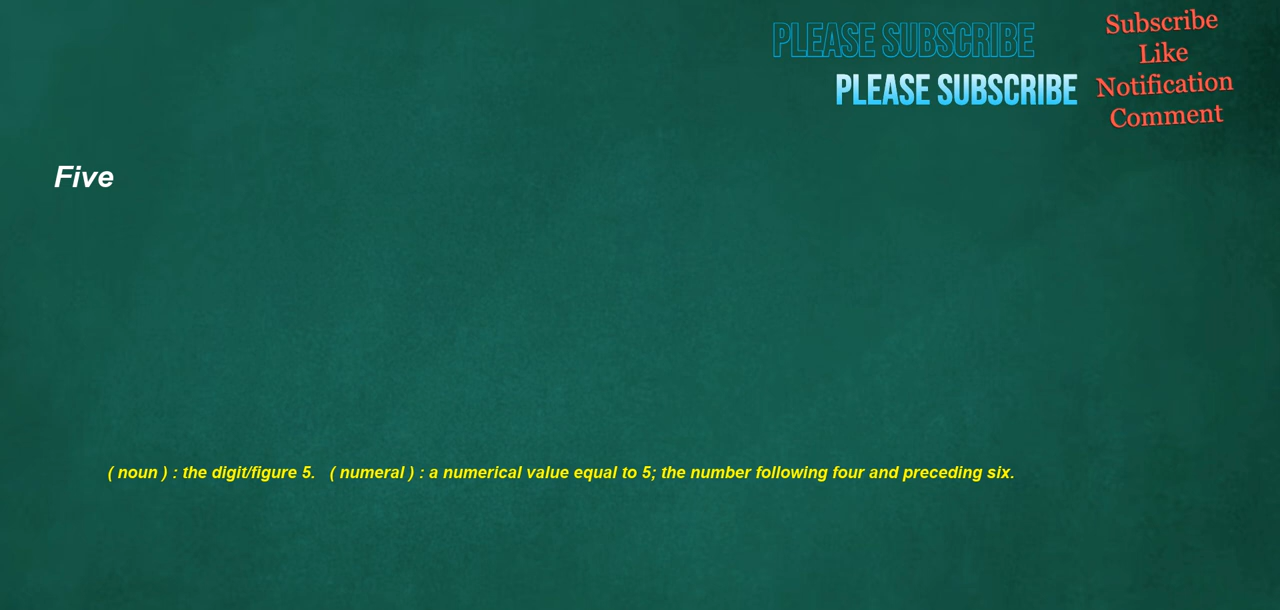 PLEASE SUBSCRIBE
PLEASE SUBSCRIBE
Subscribe
Like
Notification
Comment
Five
( noun ) : the digit/figure 5.   ( numeral ) : a numerical value equal to 5; the number following four and preceding six.